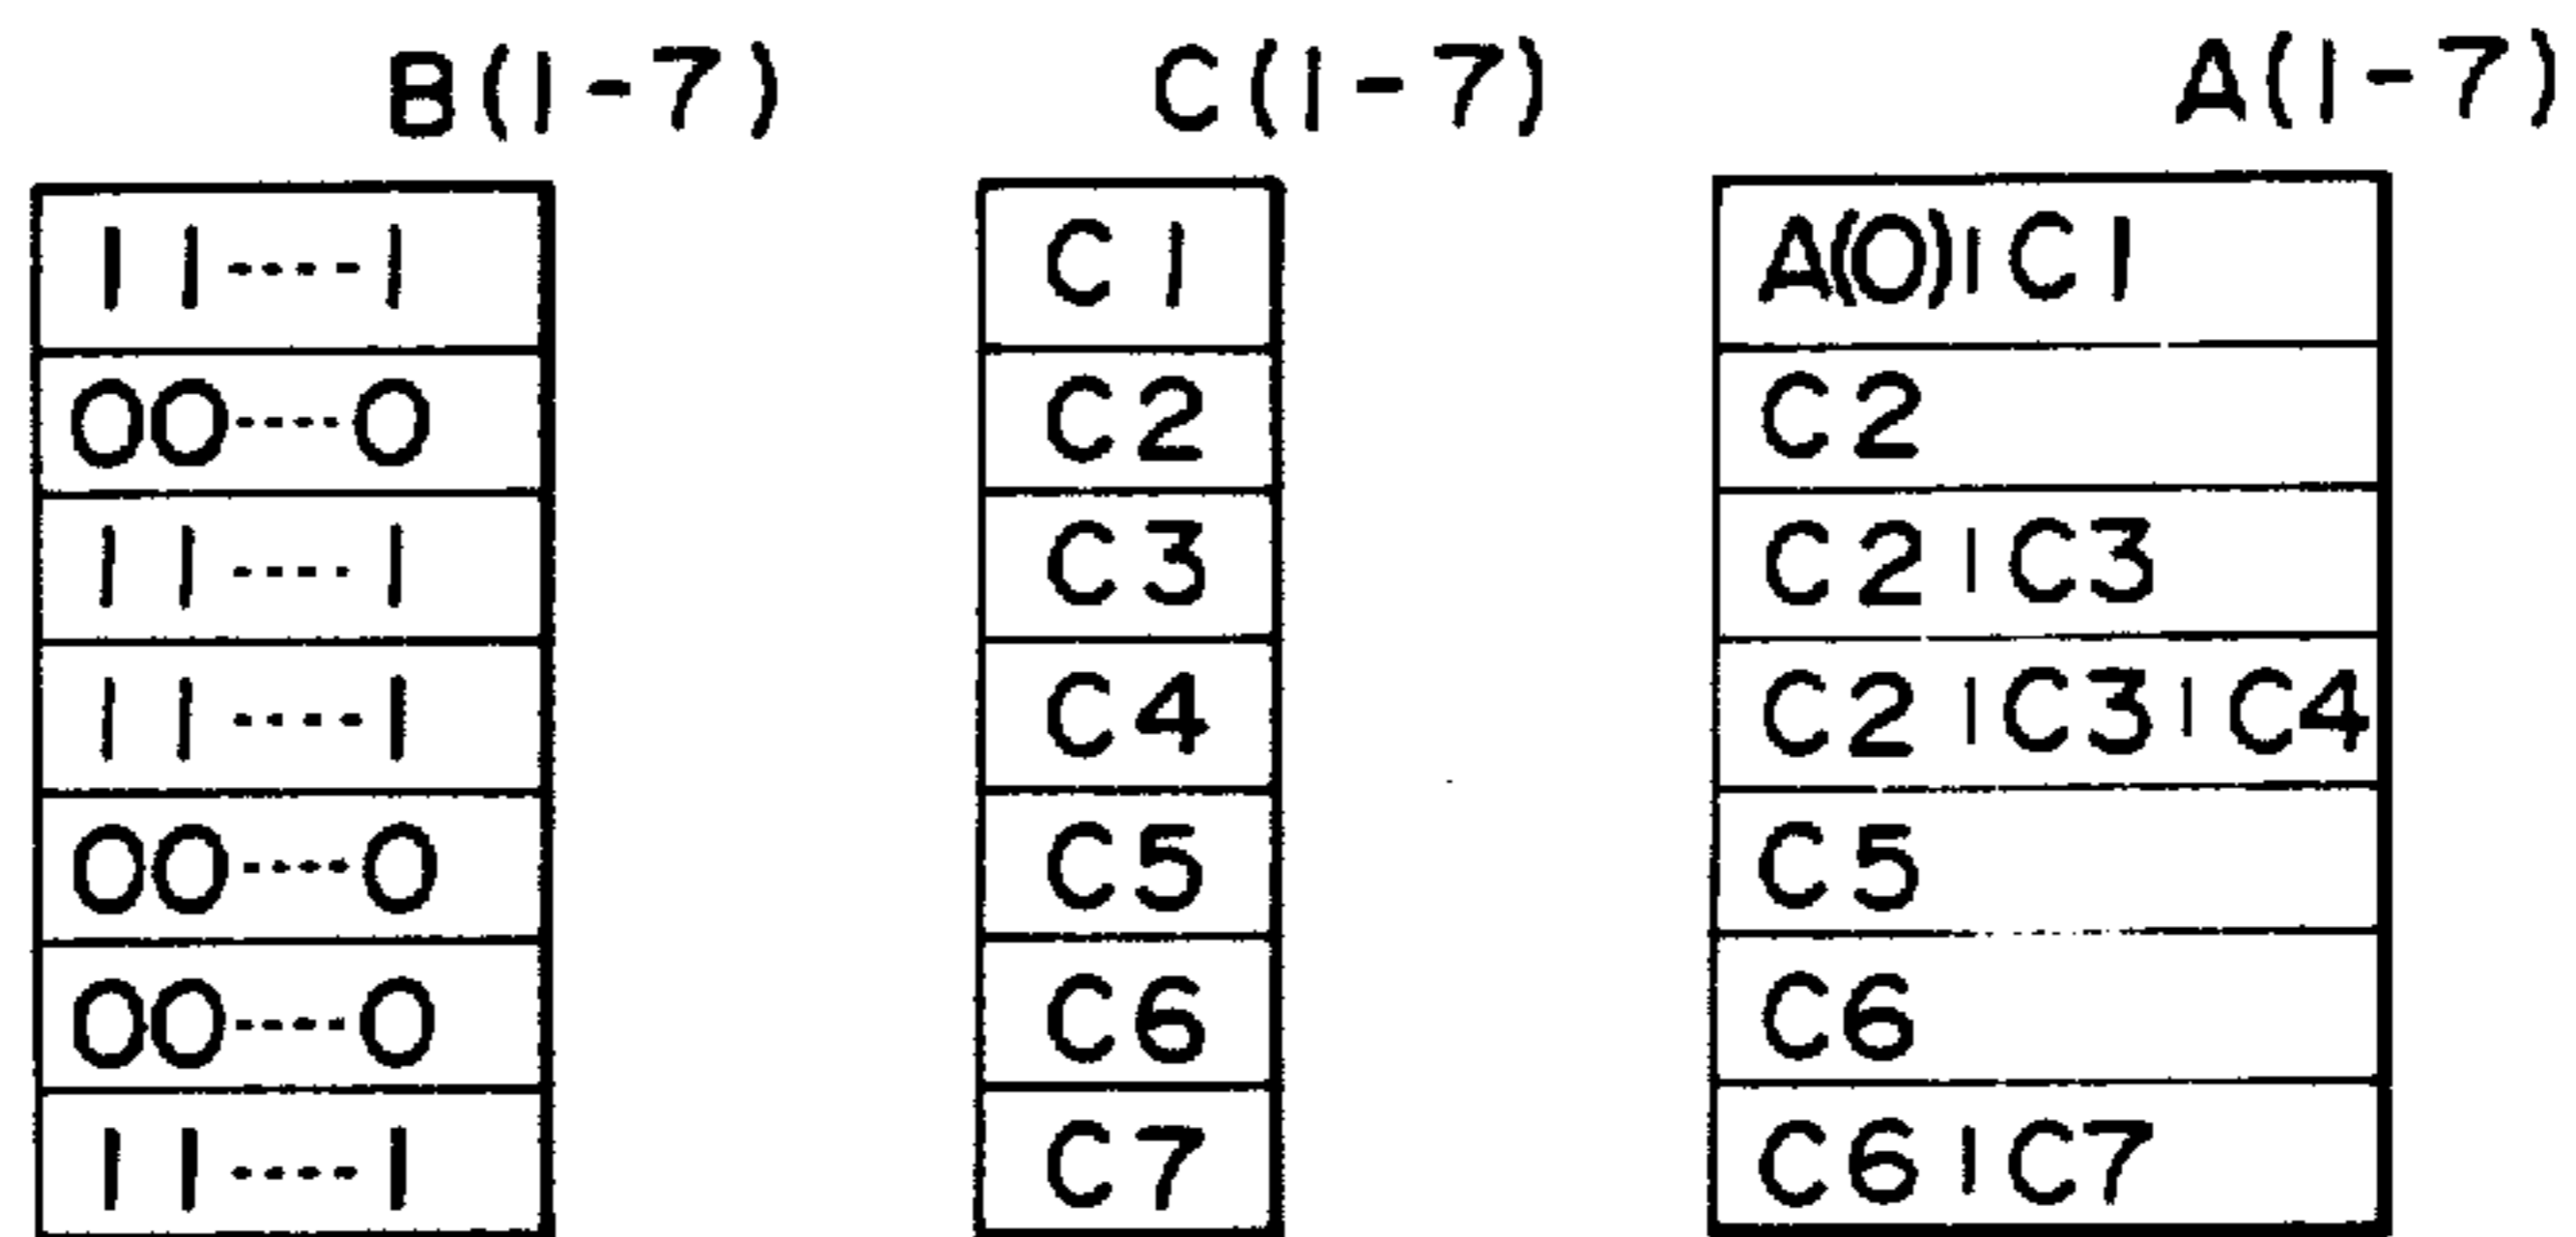 B(1-7) C(1-7) A(1-7)
11----1 C1 A(0)|C1
00----0 C2 C2
11----1 C3 C2|C3
11----1 C4 C2|C3|C4
00----0 C5 C5
00----0 C6 C6
11----1 C7 C6|C7